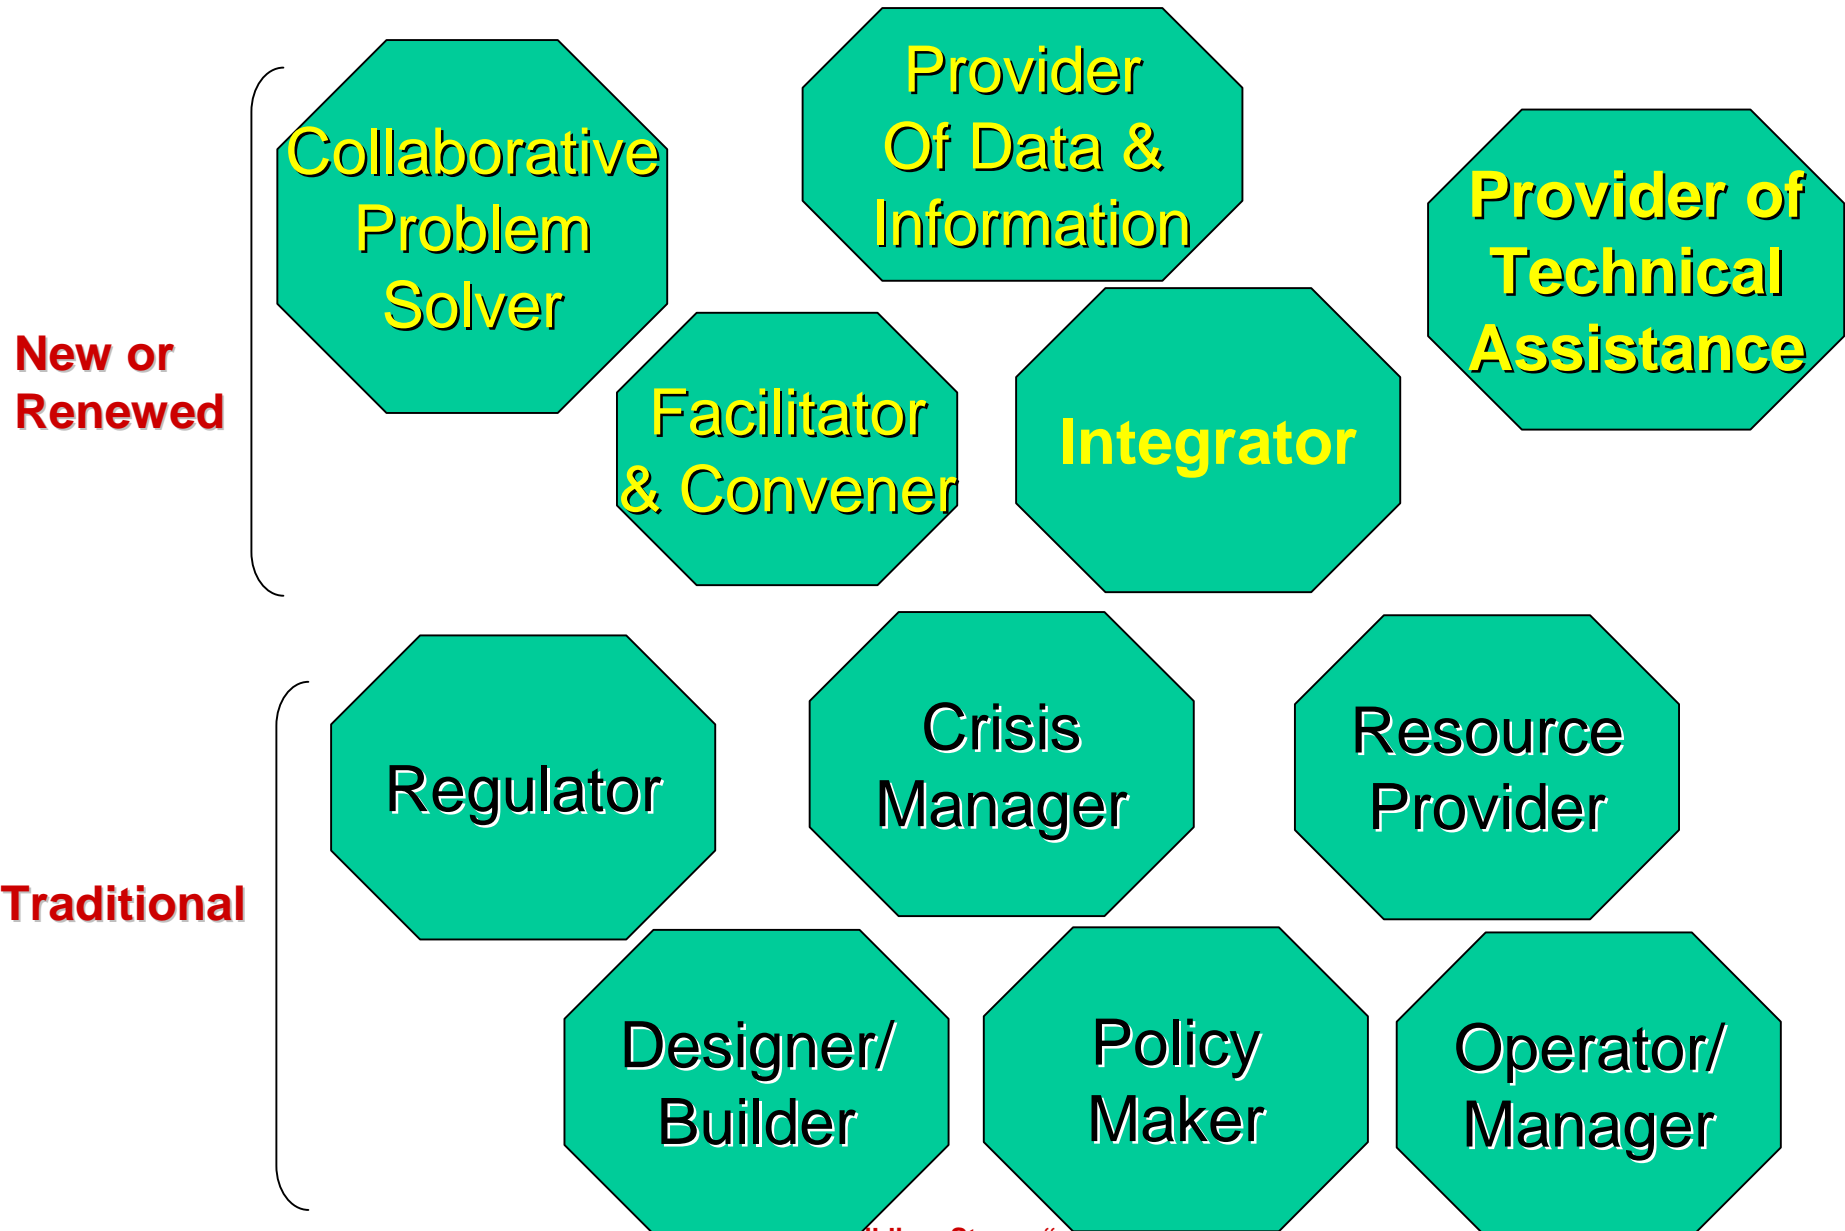 Collaborative
Problem
Solver
Provider
Of Data &
Information
Provider of
Technical
Assistance
New or
Renewed
Facilitator
& Convener
Integrator
Traditional
Regulator
Crisis
Manager
Resource
Provider
Designer/
Builder
Policy
Maker
Operator/
Manager